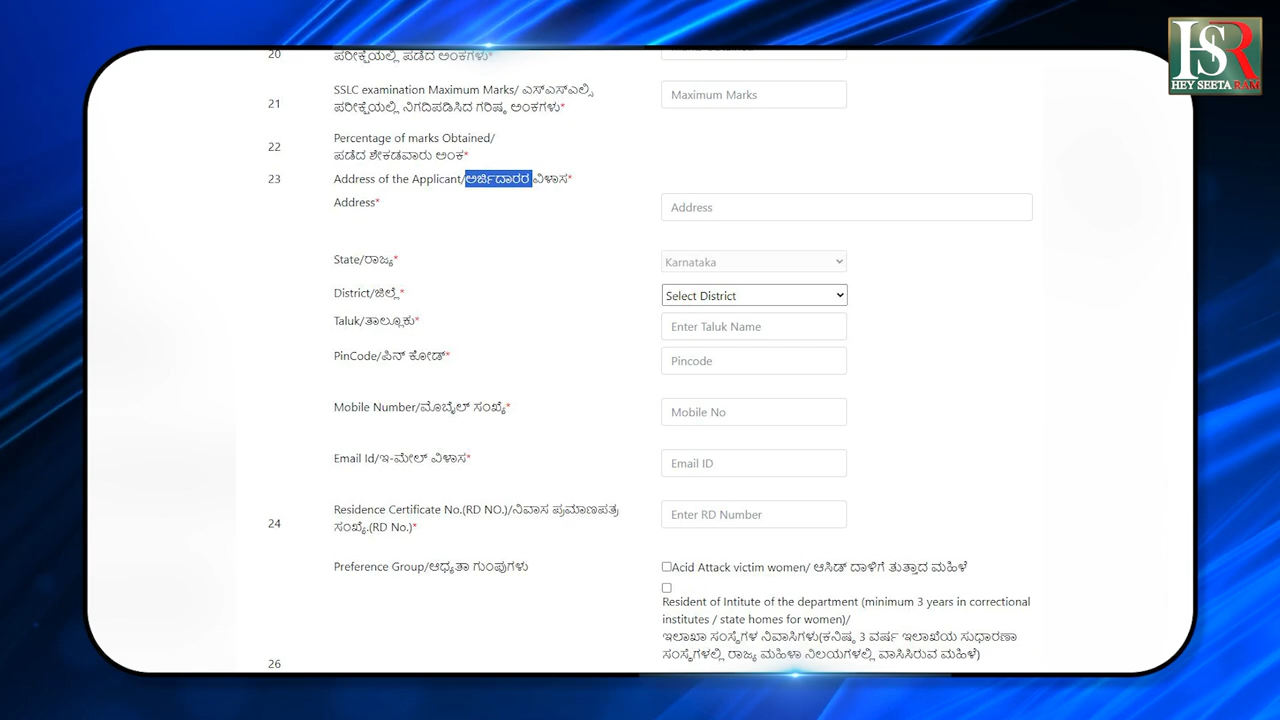 HSR
HEY SEETA RAM
20
ಪರೀಕ್ಷೆಯಲ್ಲಿ ಪಡೆದ ಅಂಕಗಳು*
21
SSLC examination Maximum Marks/ ಎಸ್ಎಸ್ಎಲ್ಸಿ
ಪರೀಕ್ಷೆಯಲ್ಲಿ ನಿಗದಿಪಡಿಸಿದ ಗರಿಷ್ಠ ಅಂಕಗಳು*
Maximum Marks
22
Percentage of marks Obtained/
ಪಡೆದ ಶೇಕಡವಾರು ಅಂಕ*
23
Address of the Applicant/ಅರ್ಜಿದಾರರ ವಿಳಾಸ*
Address*
Address
State/ರಾಜ್ಯ*
Karnataka
District/ಜಿಲ್ಲೆ*
Select District
Taluk/ತಾಲ್ಲೂಕು*
Enter Taluk Name
PinCode/ಪಿನ್ ಕೋಡ್*
Pincode
Mobile Number/ಮೊಬೈಲ್ ಸಂಖ್ಯೆ*
Mobile No
Email Id/ಇ-ಮೇಲ್ ವಿಳಾಸ*
Email ID
24
Residence Certificate No.(RD NO.)/ನಿವಾಸ ಪ್ರಮಾಣಪತ್ರ
ಸಂಖ್ಯೆ.(RD No.)*
Enter RD Number
Preference Group/ಆಧ್ಯತಾ ಗುಂಪುಗಳು
Acid Attack victim women/ ಆಸಿಡ್ ದಾಳಿಗೆ ತುತ್ತಾದ ಮಹಿಳೆ
Resident of Intitute of the department (minimum 3 years in correctional
institutes / state homes for women)/
ಇಲಾಖಾ ಸಂಸ್ಥೆಗಳ ನಿವಾಸಿಗಳು(ಕನಿಷ್ಠ 3 ವರ್ಷ ಇಲಾಖೆಯ ಸುಧಾರಣಾ
ಸಂಸ್ಥೆಗಳಲ್ಲಿ ರಾಜ್ಯ ಮಹಿಳಾ ನಿಲಯಗಳಲ್ಲಿ ವಾಸಿಸಿರುವ ಮಹಿಳೆ)
26